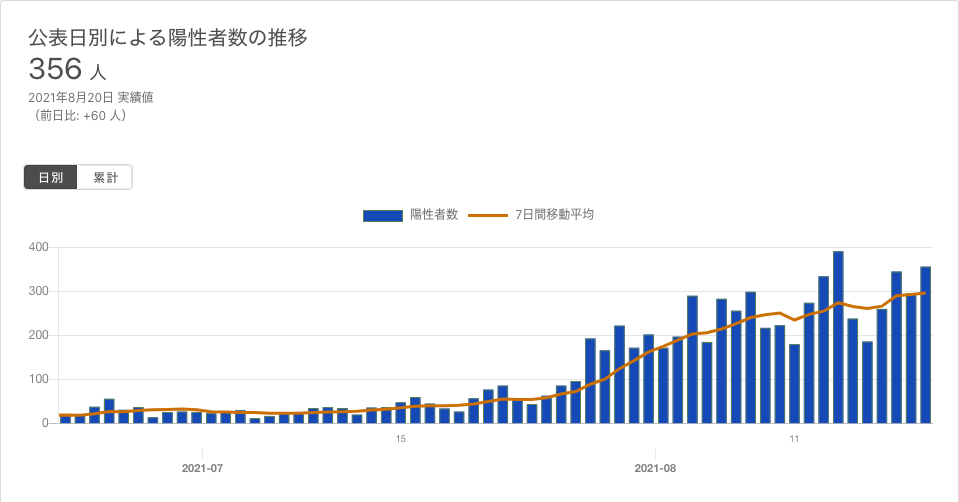 公表日別による陽性者数の推移
356 人
2021年8月20日 実績値
（前日比: +60 人）
日別 累計
陽性者数 7日間移動平均
400
300
200
100
0
15 11
2021-07 2021-08